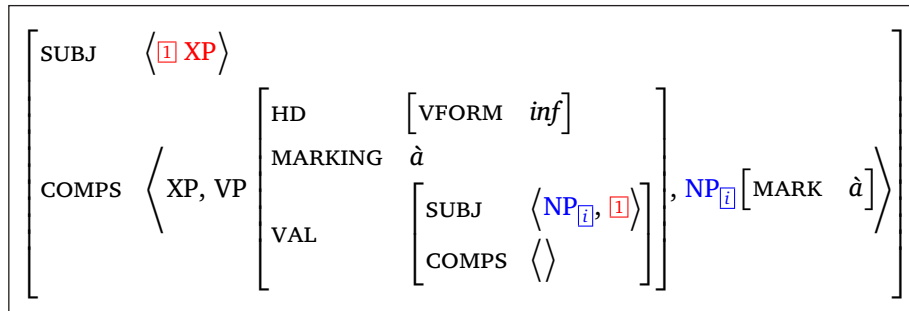 SUBJ ⟨[1] XP⟩
HD [VFORM inf]
MARKING à
COMPS ⟨XP, VP , NP[i][MARK à]⟩
SUBJ ⟨NP[i], [1]⟩
VAL
COMPS ⟨⟩